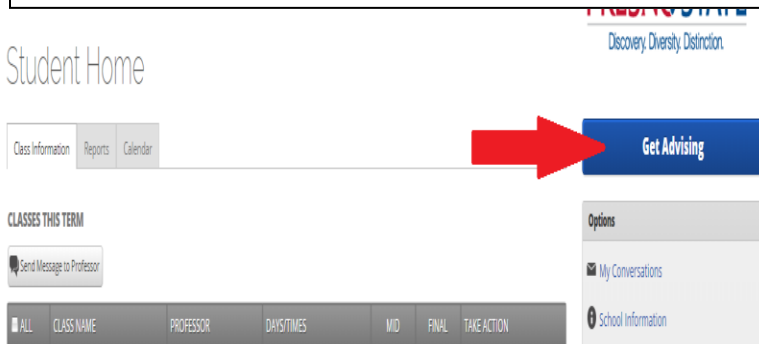 Discovery. Diversity. Distinction.
Student Home
Get Advising
Class Information Reports Calendar
CLASSES THIS TERM
Options
Send Message to Professor
My Conversations
School Information
ALL CLASS NAME PROFESSOR DAYS/TIMES MID FINAL TAKE ACTION